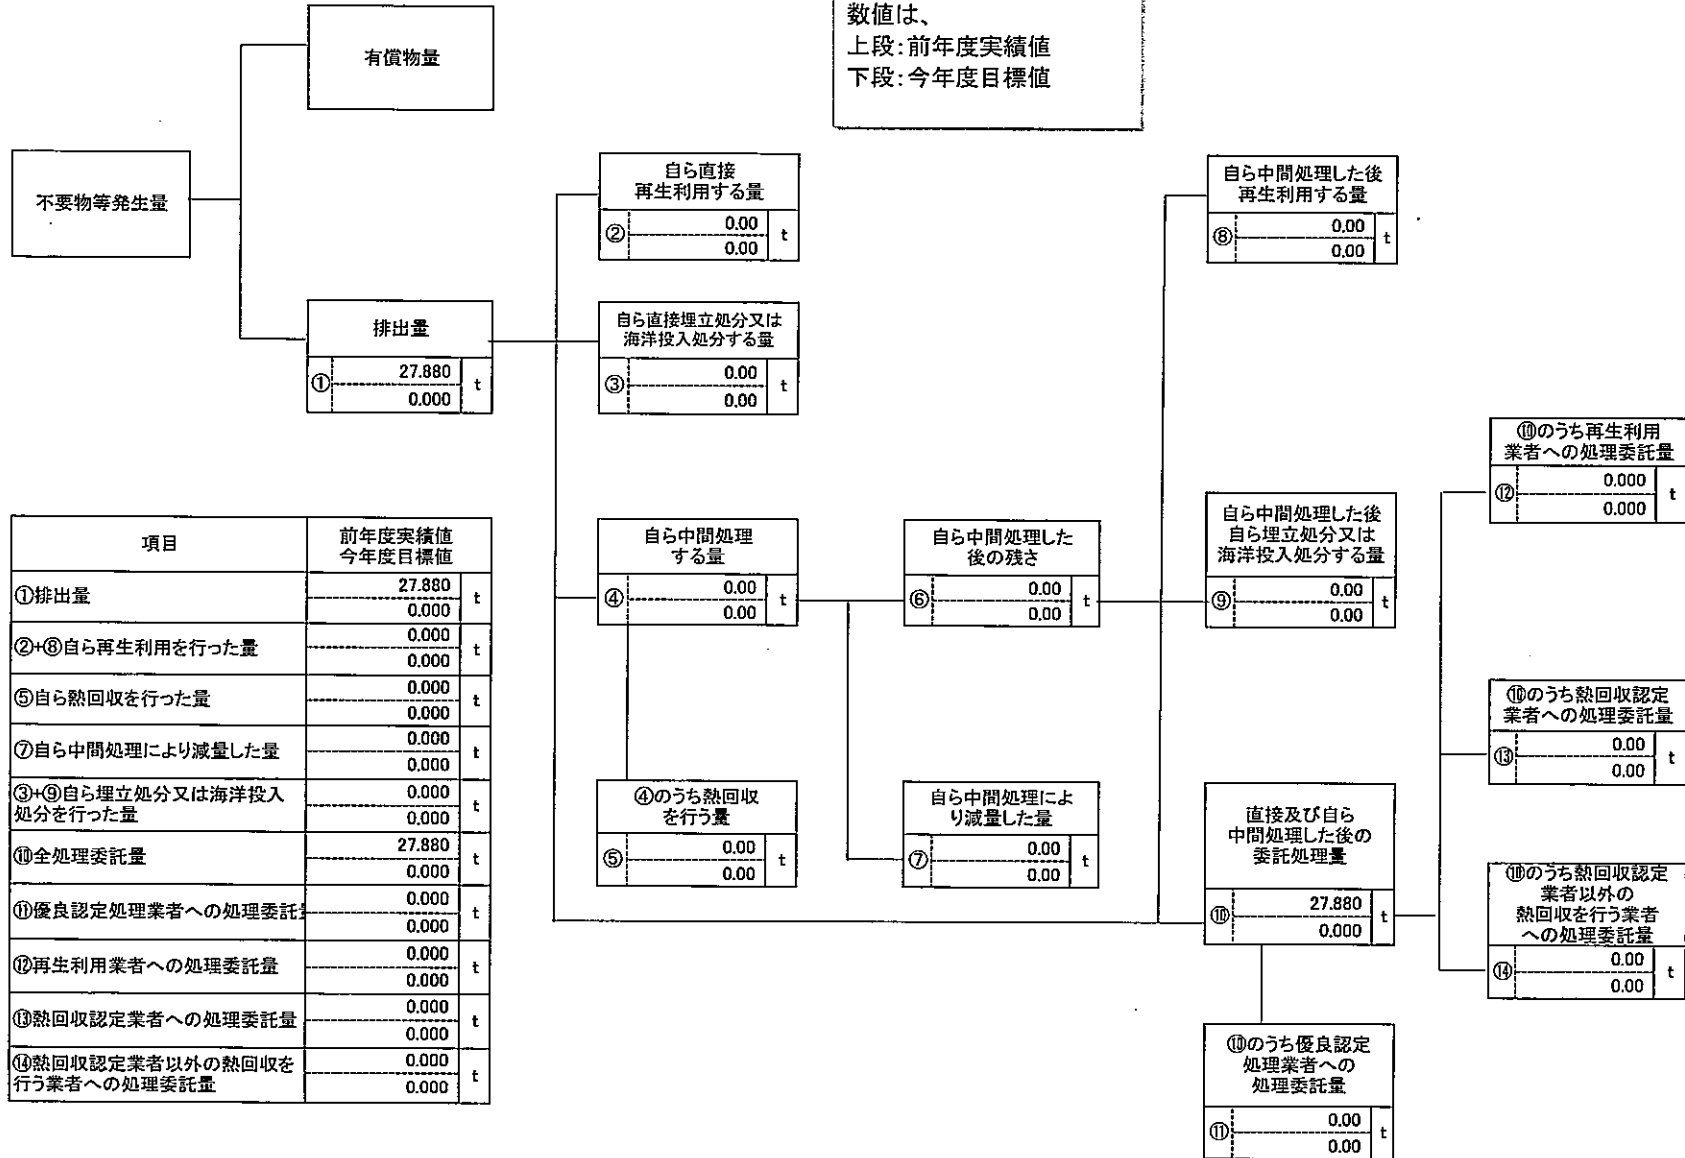 数値は、
上段：前年度実績値
下段：今年度目標値
有償物量
不要物等発生量
排出量
① 27.880 t
0.000
自ら直接
再生利用する量
② 0.00 t
0.00
自ら直接埋立処分又は
海洋投入処分する量
③ 0.00 t
0.00
自ら中間処理
する量
④ 0.00 t
0.00
④のうち熱回収
を行う量
⑤ 0.00 t
0.00
自ら中間処理した
後の残さ
⑥ 0.00 t
0.00
自ら中間処理によ
り減量した量
⑦ 0.00 t
0.00
自ら中間処理した後
再生利用する量
⑧ 0.00 t
0.00
自ら中間処理した後
自ら埋立処分又は
海洋投入処分する量
⑨ 0.00 t
0.00
直接及び自ら
中間処理した後の
委託処理量
⑩ 27.880 t
0.000
⑩のうち優良認定
処理業者への
処理委託量
⑪ 0.00 t
0.00
⑩のうち再生利用
業者への処理委託量
⑫ 0.000 t
0.000
⑩のうち熱回収認定
業者への処理委託量
⑬ 0.00 t
0.00
⑩のうち熱回収認定
業者以外の
熱回収を行う業者
への処理委託量
⑭ 0.00 t
0.00
項目 前年度実績値
今年度目標値
①排出量 27.880 t
0.000
②+⑧自ら再生利用を行った量 0.000 t
0.000
⑤自ら熱回収を行った量 0.000 t
0.000
⑦自ら中間処理により減量した量 0.000 t
0.000
③+⑨自ら埋立処分又は海洋投入
処分を行った量 0.000 t
0.000
⑩全処理委託量 27.880 t
0.000
⑪優良認定処理業者への処理委託 0.000 t
0.000
⑫再生利用業者への処理委託量 0.000 t
0.000
⑬熱回収認定業者への処理委託量 0.000 t
0.000
⑭熱回収認定業者以外の熱回収を
行う業者への処理委託量 0.000 t
0.000